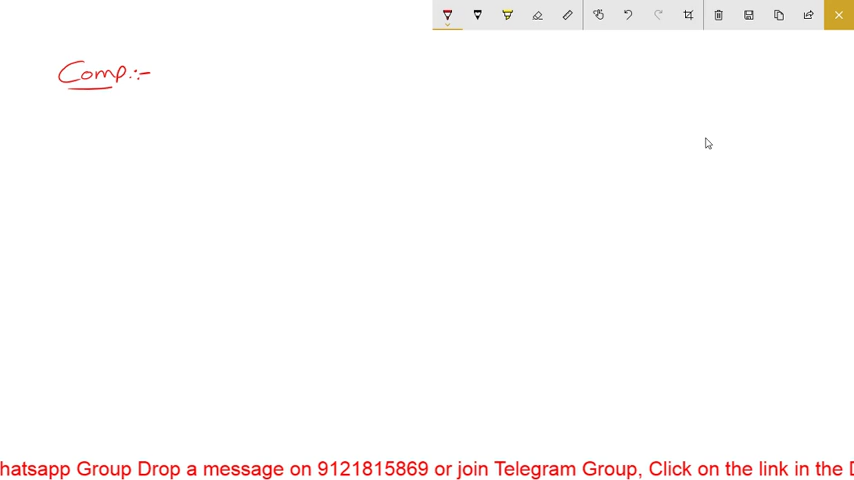 Comp:-
hatsapp Group Drop a message on 9121815869 or join Telegram Group, Click on the link in the D